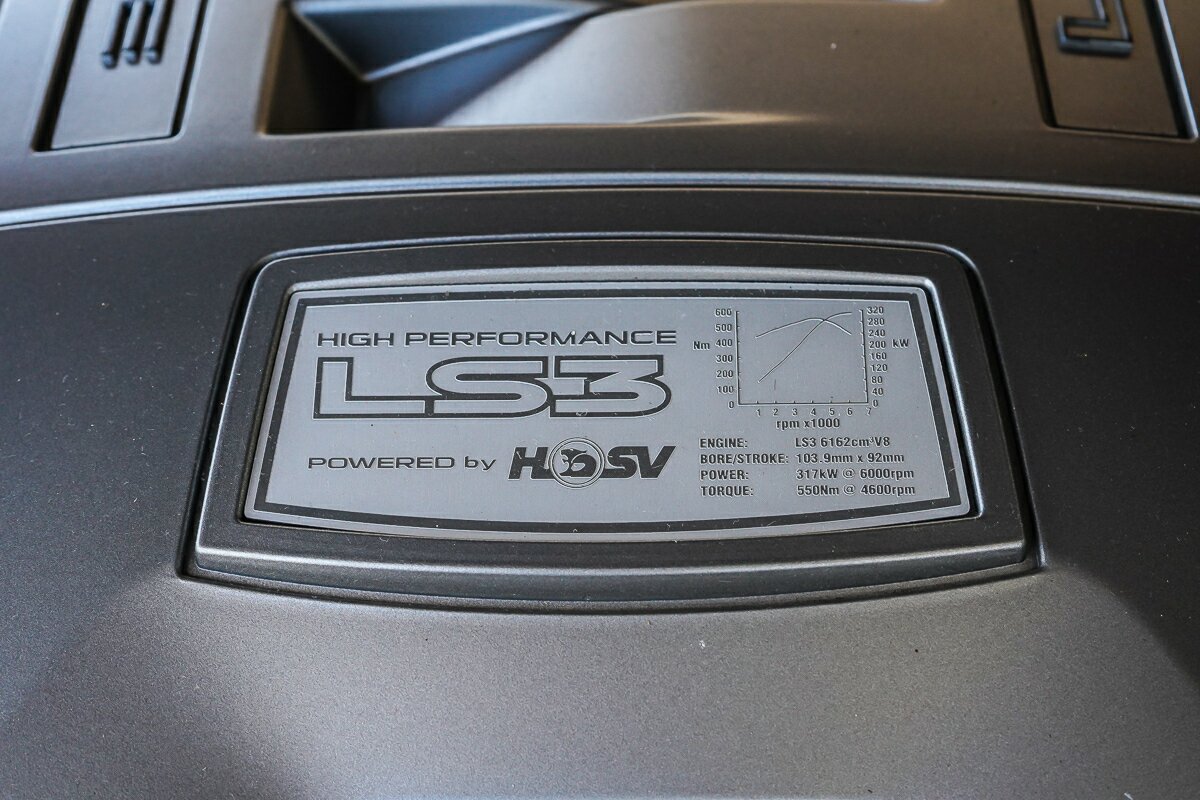 HIGH PERFORMANCE
LS3
POWERED by HSV
600
500
Nm 400
300
200
100
0
320
280
240
200 kW
160
120
80
40
0
1 2 3 4 5 6 7
rpm x1000
ENGINE: LS3 6162cm³V8
BORE/STROKE: 103.9mm x 92mm
POWER: 317kW @ 6000rpm
TORQUE: 550Nm @ 4600rpm